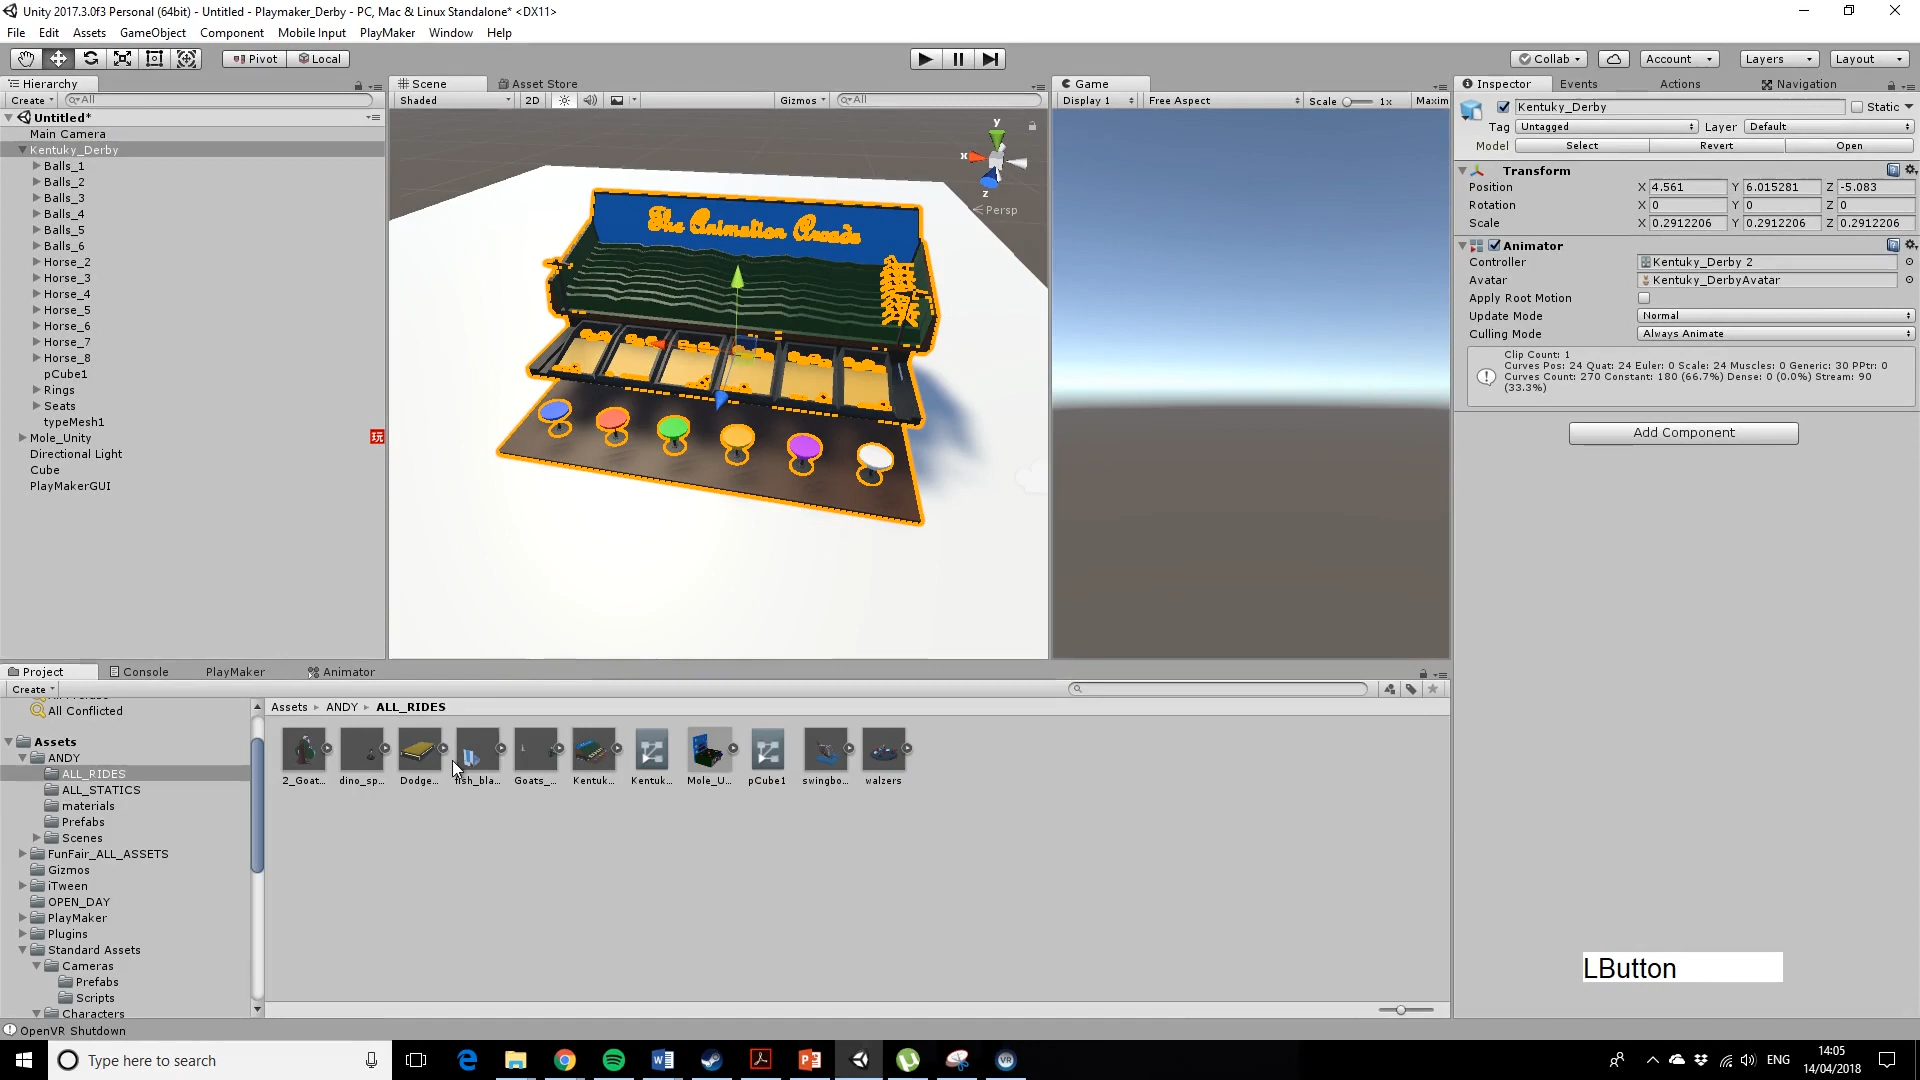 Unity 2017.3.0f3 Personal (64bit) - Untitled - Playmaker_Derby - PC, Mac & Linux Standalone* <DX11>
File Edit Assets GameObject Component Mobile Input PlayMaker Window Help
Pivot Local Collab Account Layers Layout
Hierarchy Scene Asset Store Game Inspector Events Actions Navigation
Create All Shaded 2D Gizmos All Display 1 Free Aspect Scale 1x Maxim
Kentuky_Derby Static
Tag Untagged Layer Default
Model Select Revert Open
Transform
Position X 4.561 Y 6.015281 Z -5.083
Rotation X 0 Y 0 Z 0
Scale X 0.2912206 Y 0.2912206 Z 0.2912206
Animator
Controller Kentuky_Derby 2
Avatar Kentuky_DerbyAvatar
Apply Root Motion
Update Mode Normal
Culling Mode Always Animate
Clip Count: 1
Curves Pos: 24 Quat: 24 Euler: 0 Scale: 24 Muscles: 0 Generic: 30 PPtr: 0
Curves Count: 270 Constant: 180 (66.7%) Dense: 0 (0.0%) Stream: 90
(33.3%)
Add Component
Untitled*
Main Camera
Kentuky_Derby
Balls_1
Balls_2
Balls_3
Balls_4
Balls_5
Balls_6
Horse_2
Horse_3
Horse_4
Horse_5
Horse_6
Horse_7
Horse_8
pCube1
Rings
Seats
typeMesh1
Mole_Unity 玩
Directional Light
Cube
PlayMakerGUI
y
x
z
Persp
The Animation Arcade
Project Console PlayMaker Animator
Create
All Conflicted
Assets
ANDY
ALL_RIDES
ALL_STATICS
materials
Prefabs
Scenes
FunFair_ALL_ASSETS
Gizmos
iTween
OPEN_DAY
PlayMaker
Plugins
Standard Assets
Cameras
Prefabs
Scripts
Characters
Assets ANDY ALL_RIDES
2_Goat... dino_sp... Dodge... fish_bla... Goats_... Kentuk... Kentuk... Mole_U... pCube1 swingbo... walzers
LButton
OpenVR Shutdown
Type here to search
ENG
14:05
14/04/2018